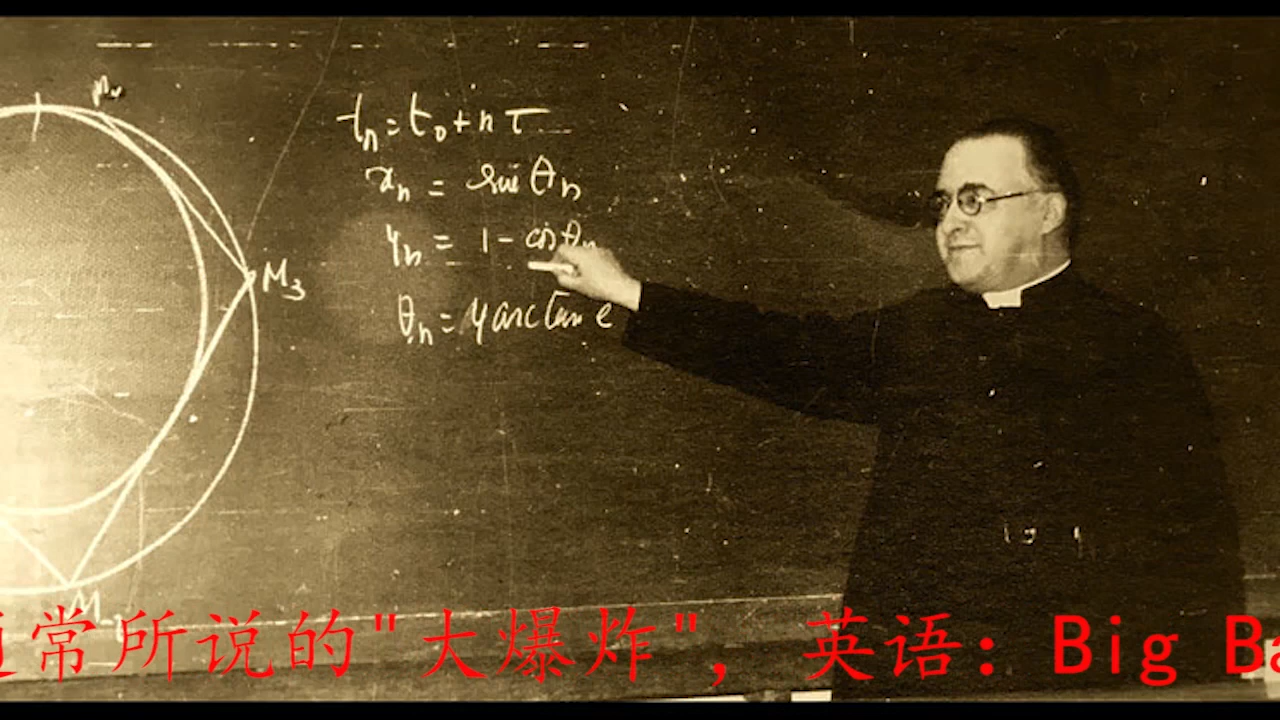 tₙ = t₀ + n τ
xₙ = sin θₙ
yₙ = 1 - cos θₙ
M₃
θₙ = 4 arctan e
M
通常所说的"大爆炸"，英语：Big Ba